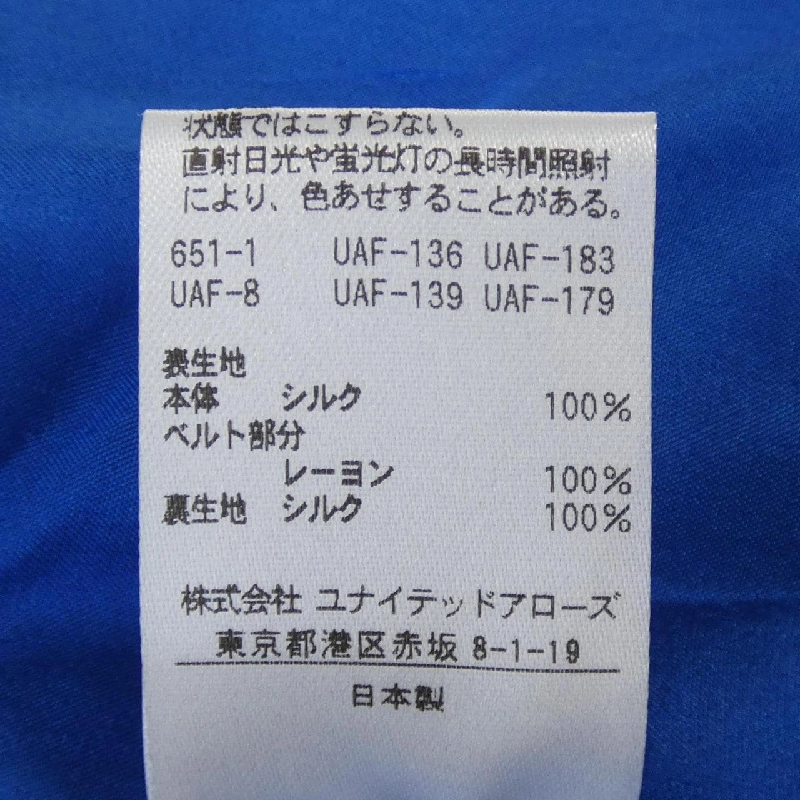 状態ではこすらない。
直射日光や蛍光灯の長時間照射
により、色あせすることがある。
651-1 UAF-136 UAF-183
UAF-8 UAF-139 UAF-179
表生地
本体 シルク 100%
ベルト部分
レーヨン 100%
裏生地 シルク 100%
株式会社 ユナイテッドアローズ
東京都港区赤坂 8-1-19
日本製